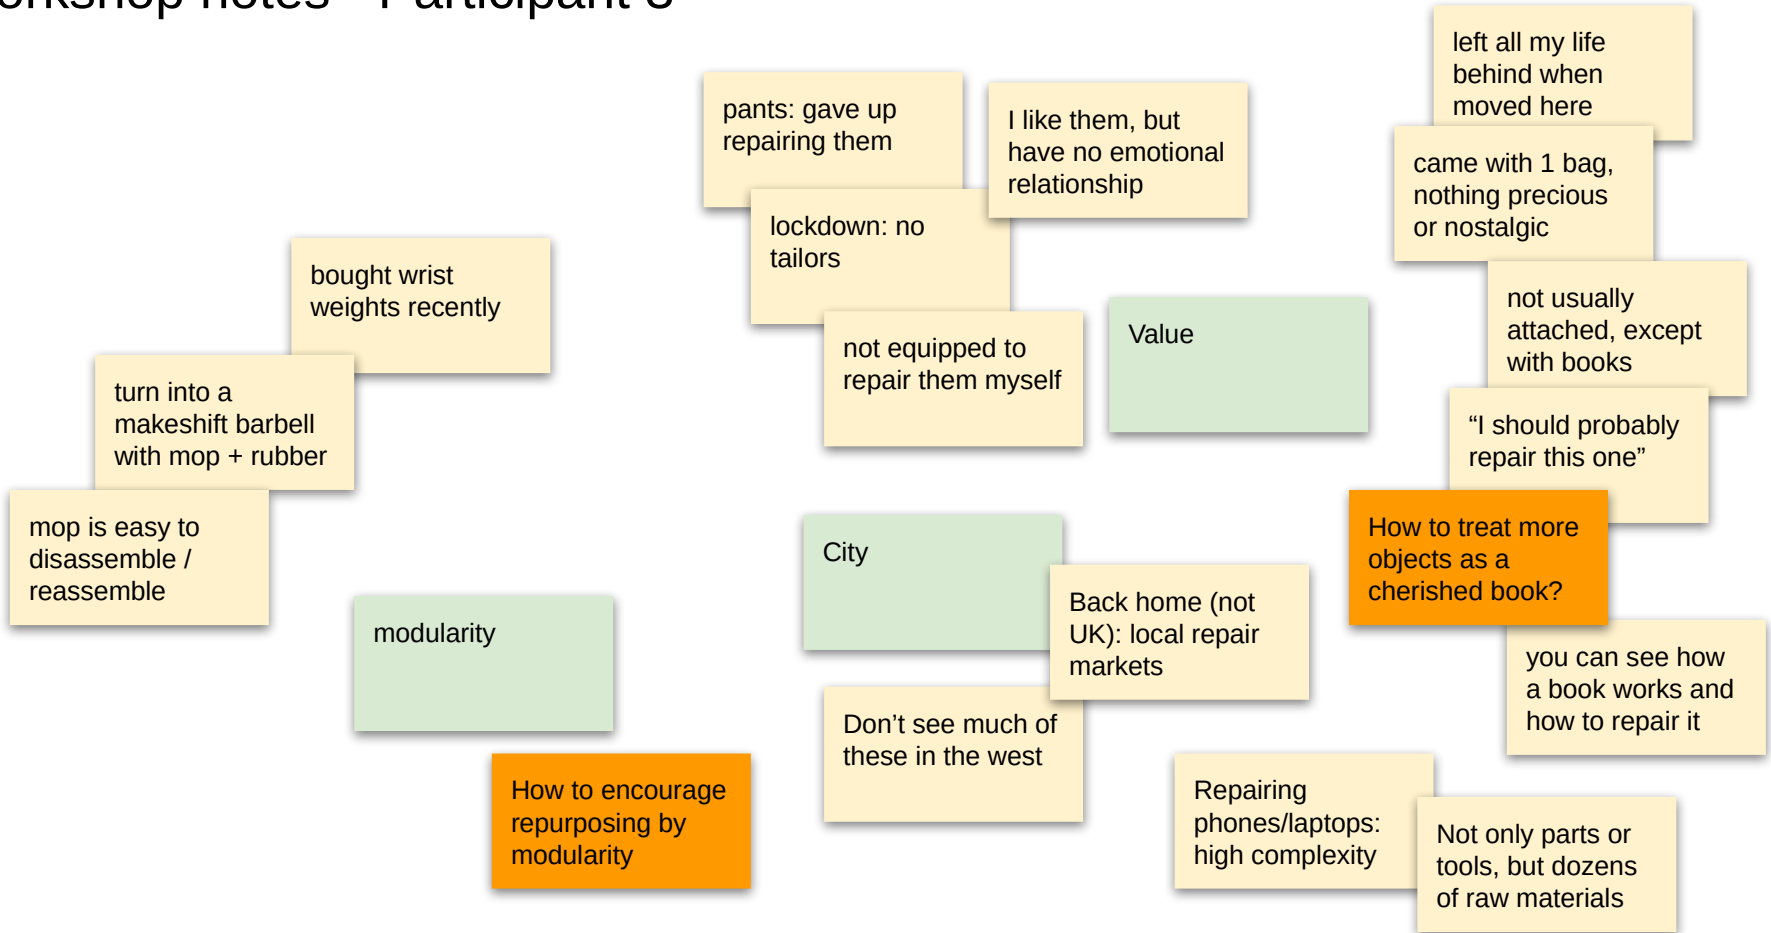 orkshop notes - Participant 3
left all my life
behind when
moved here
pants: gave up
repairing them
I like them, but
have no emotional
relationship
came with 1 bag,
nothing precious
or nostalgic
lockdown: no
tailors
bought wrist
weights recently
not usually
attached, except
with books
Value
not equipped to
repair them myself
turn into a
makeshift barbell
with mop + rubber
“I should probably
repair this one”
mop is easy to
disassemble /
reassemble
How to treat more
objects as a
cherished book?
City
Back home (not
UK): local repair
markets
modularity
you can see how
a book works and
how to repair it
Don’t see much of
these in the west
How to encourage
repurposing by
modularity
Repairing
phones/laptops:
high complexity
Not only parts or
tools, but dozens
of raw materials